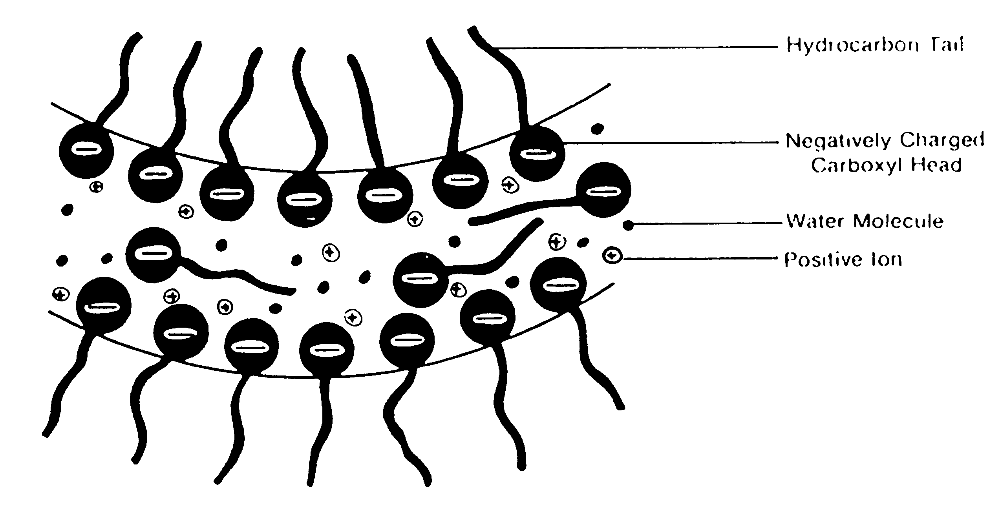 Hydrocarbon Tail
Negatively Charged
Carboxyl Head
Water Molecule
Positive Ion